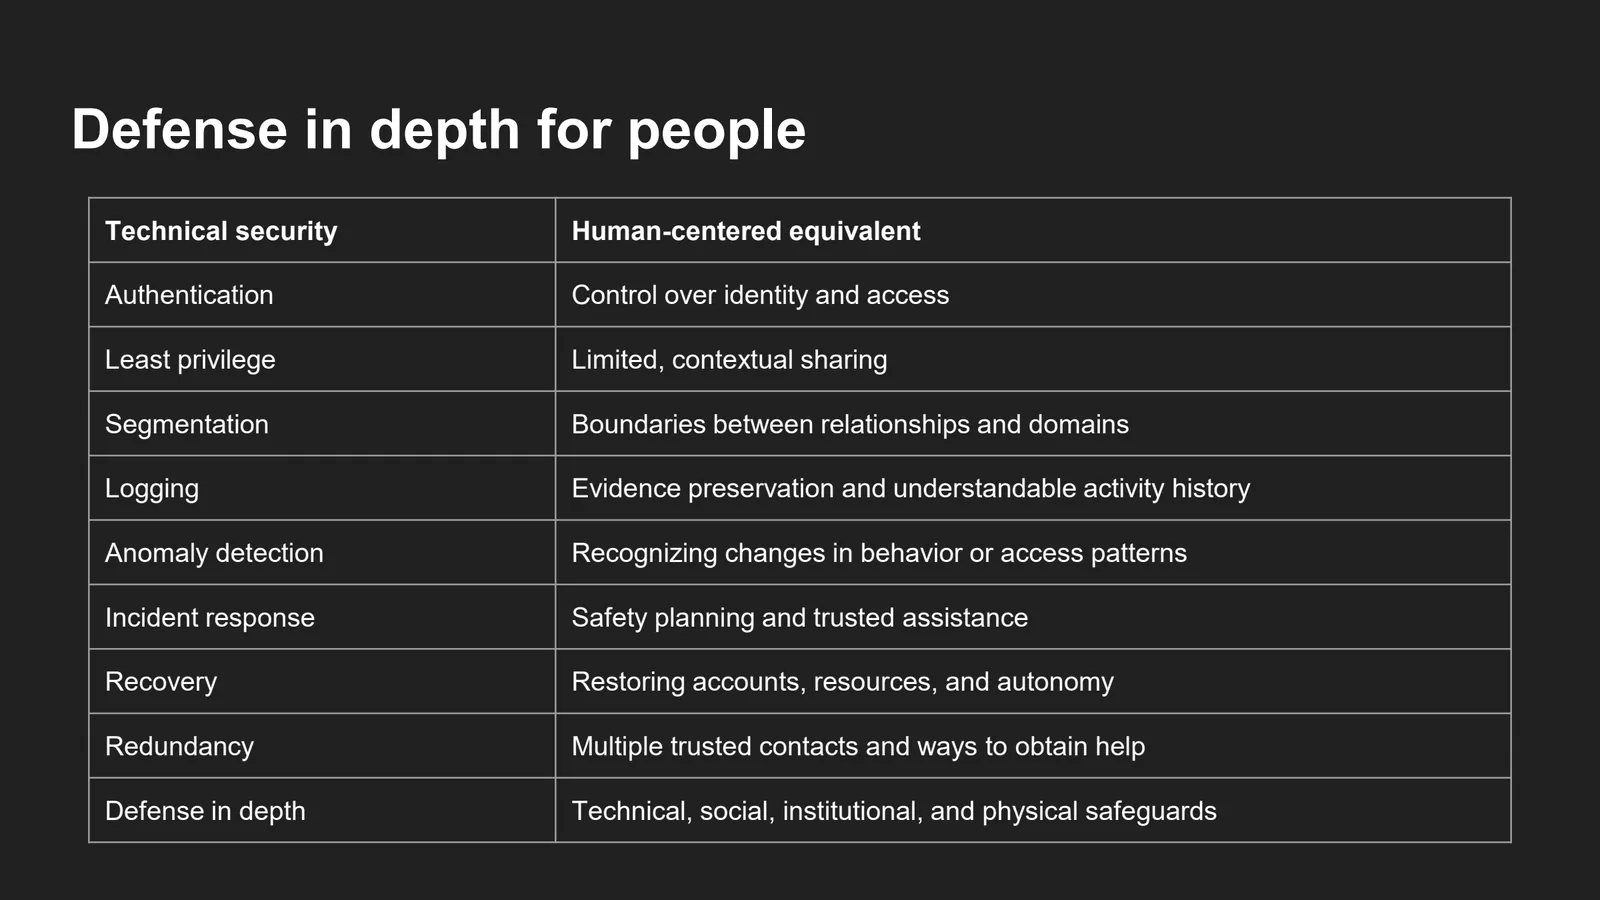 Defense in depth for people
Technical security
Human-centered equivalent
Authentication
Control over identity and access
Least privilege
Limited, contextual sharing
Segmentation
Boundaries between relationships and domains
Logging
Evidence preservation and understandable activity history
Anomaly detection
Recognizing changes in behavior or access patterns
Incident response
Safety planning and trusted assistance
Recovery
Restoring accounts, resources, and autonomy
Redundancy
Multiple trusted contacts and ways to obtain help
Defense in depth
Technical, social, institutional, and physical safeguards